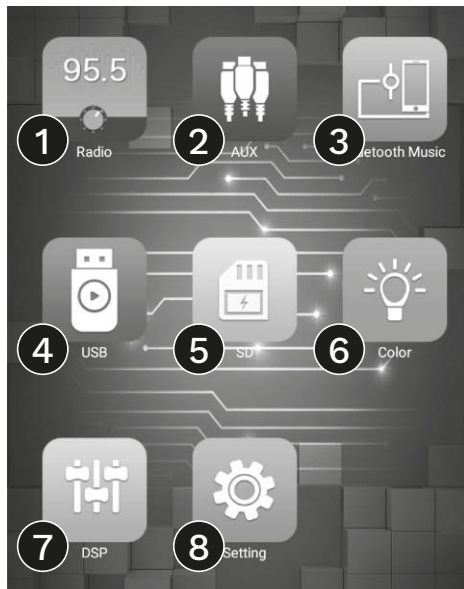 95.5
1
Radio
2
AUX
3
etooth Music
4
USB
5
SD
6
Color
7
DSP
8
Setting